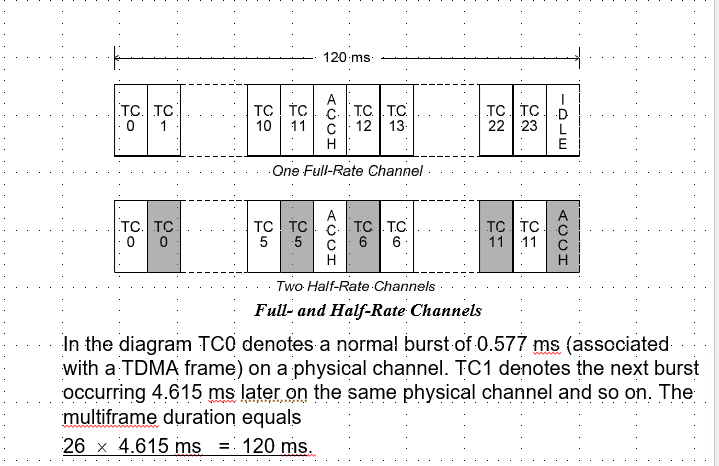 120 ms
TC 0 TC 1 TC 10 TC 11 ACCH TC 12 TC 13 TC 22 TC 23 IDLE
One Full-Rate Channel
TC 0 TC 0 TC 5 TC 5 ACCH TC 6 TC 6 TC 11 TC 11 ACCH
Two Half-Rate Channels
Full- and Half-Rate Channels
In the diagram TC0 denotes a normal burst of 0.577 ms (associated
with a TDMA frame) on a physical channel. TC1 denotes the next burst
occurring 4.615 ms later on the same physical channel and so on. The
multiframe duration equals
26 × 4.615 ms = 120 ms.